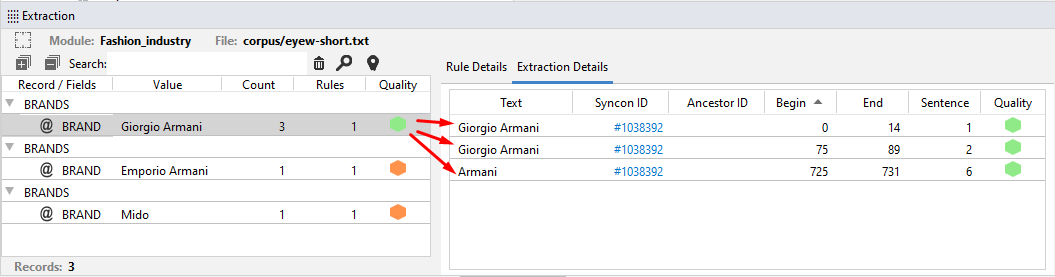 Extraction
Module: Fashion_industry File: corpus/eyew-short.txt
Search:
Record / Fields Value Count Rules Quality
BRANDS
@ BRAND Giorgio Armani 3 1
BRANDS
@ BRAND Emporio Armani 1 1
BRANDS
@ BRAND Mido 1 1
Records: 3
Rule Details Extraction Details
Text Syncon ID Ancestor ID Begin End Sentence Quality
Giorgio Armani #1038392 0 14 1
Giorgio Armani #1038392 75 89 2
Armani #1038392 725 731 6